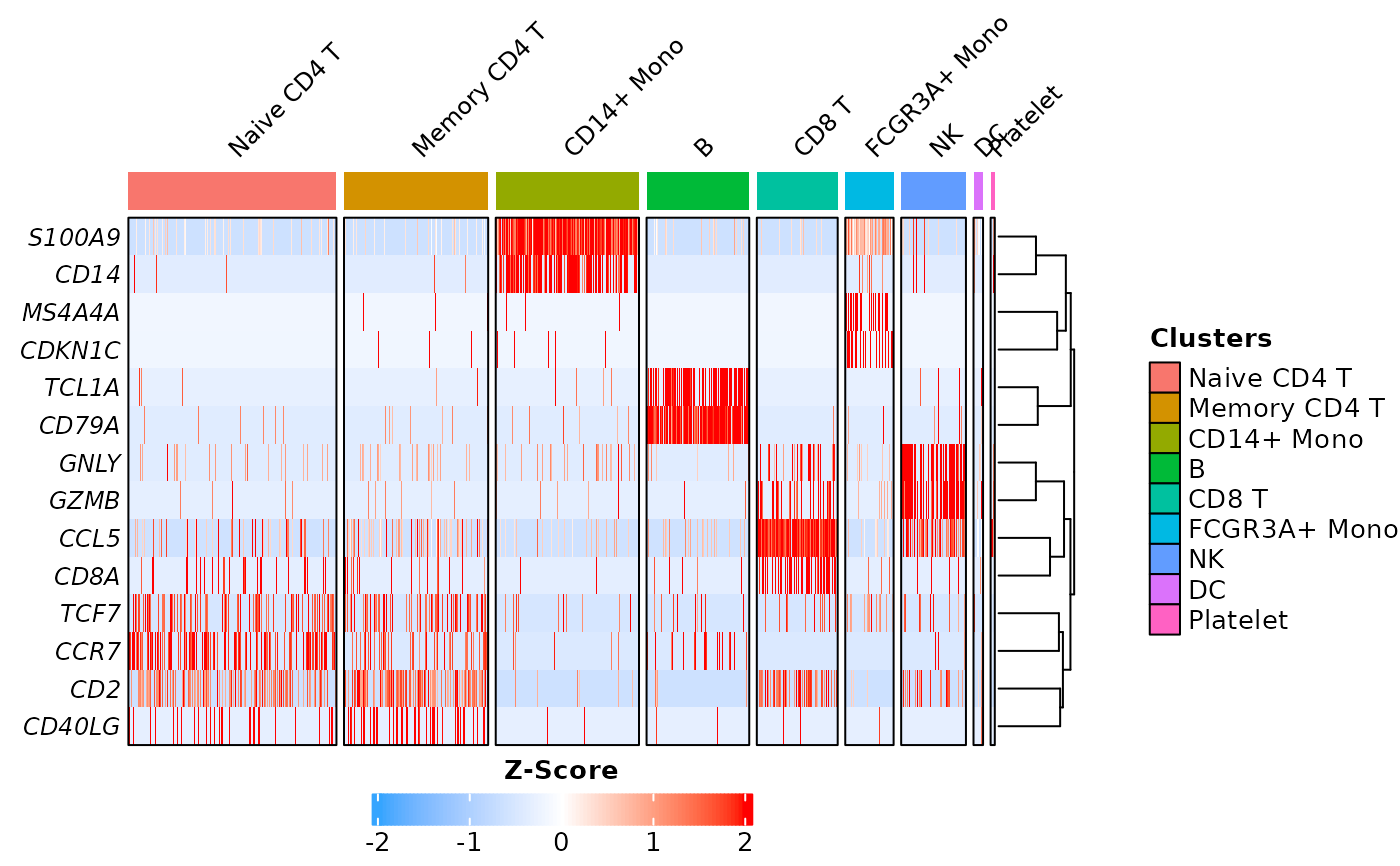 Naive CD4 T
Memory CD4 T
CD14+ Mono
B
CD8 T
FCGR3A+ Mono
NK
DC
Platelet
S100A9
CD14
MS4A4A
CDKN1C
TCL1A
CD79A
GNLY
GZMB
CCL5
CD8A
TCF7
CCR7
CD2
CD40LG
Clusters
Naive CD4 T
Memory CD4 T
CD14+ Mono
B
CD8 T
FCGR3A+ Mono
NK
DC
Platelet
Z-Score
-2 -1 0 1 2